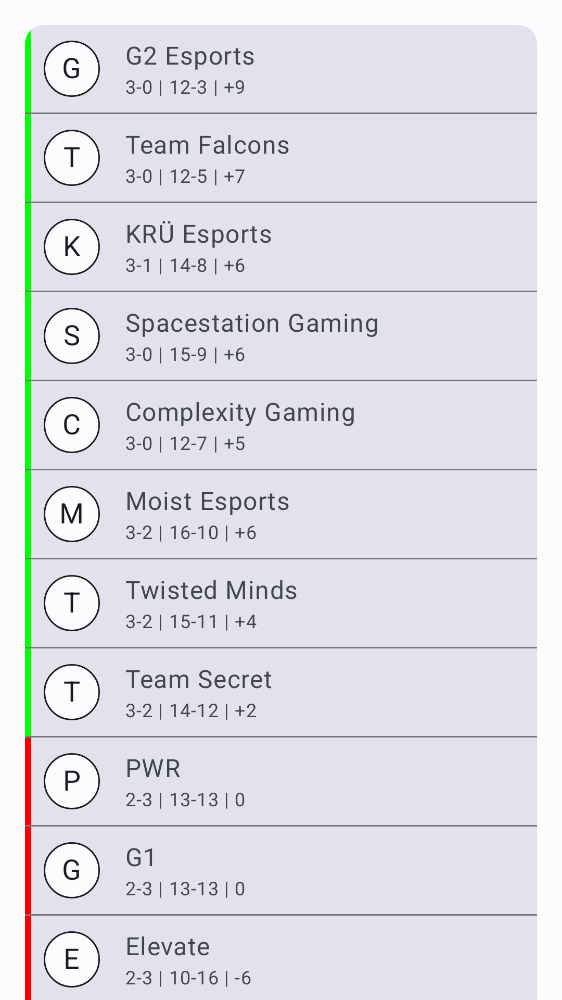 G
G2 Esports
3-0 | 12-3 | +9
T
Team Falcons
3-0 | 12-5 | +7
K
KRÜ Esports
3-1 | 14-8 | +6
S
Spacestation Gaming
3-0 | 15-9 | +6
C
Complexity Gaming
3-0 | 12-7 | +5
M
Moist Esports
3-2 | 16-10 | +6
T
Twisted Minds
3-2 | 15-11 | +4
T
Team Secret
3-2 | 14-12 | +2
P
PWR
2-3 | 13-13 | 0
G
G1
2-3 | 13-13 | 0
E
Elevate
2-3 | 10-16 | -6